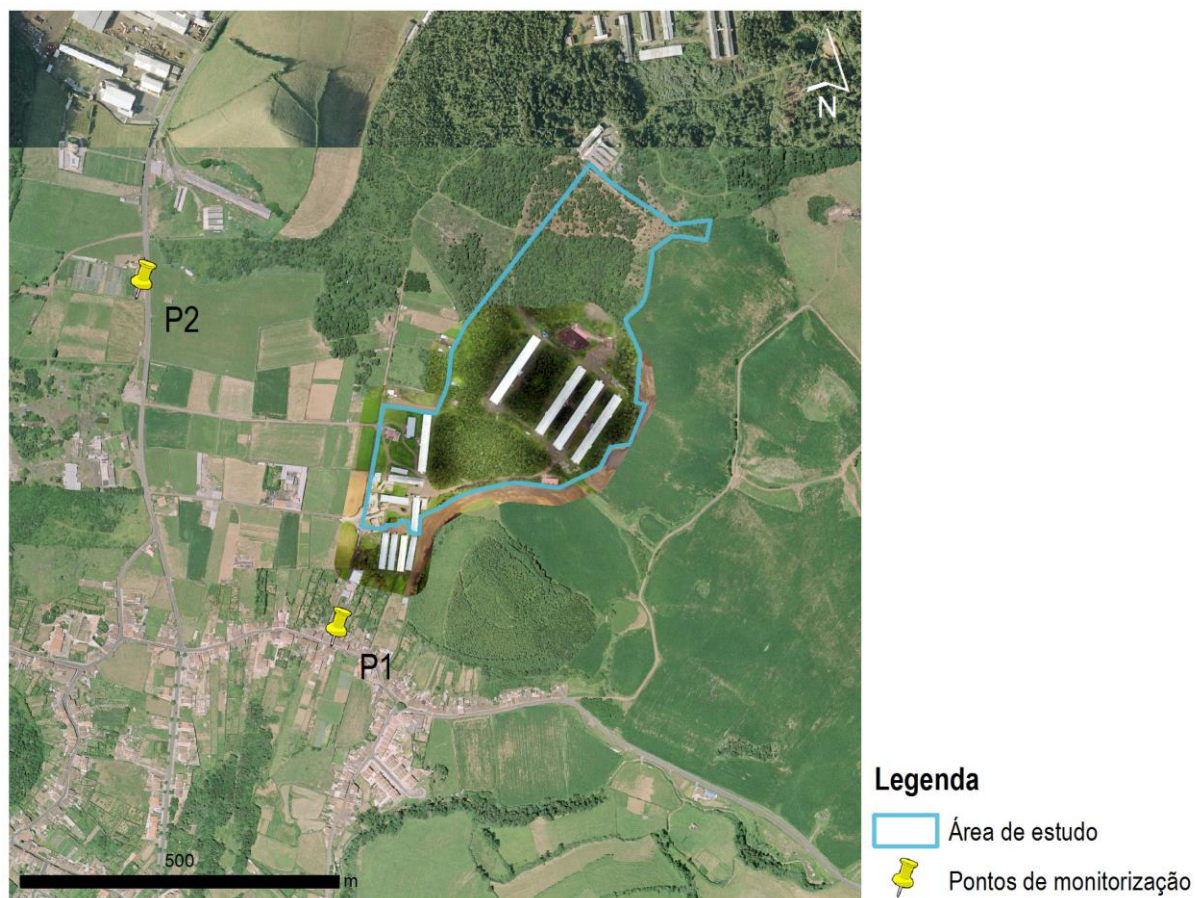 N
P2
P1
500
m
Legenda
Área de estudo
Pontos de monitorização